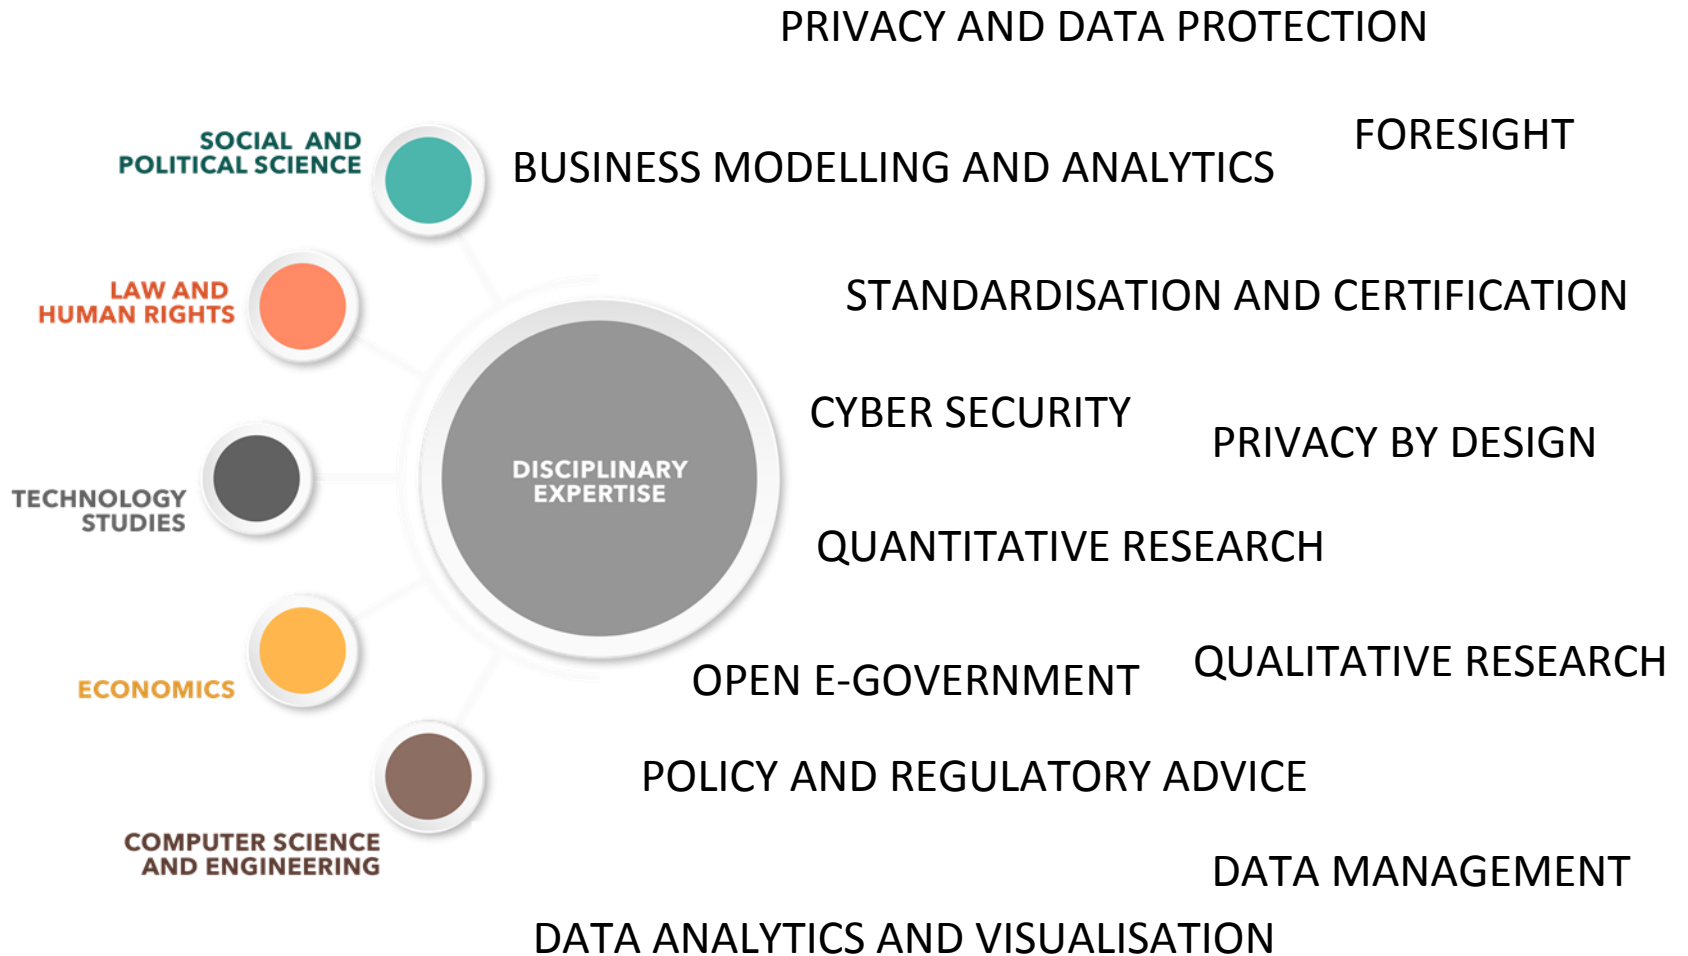 PRIVACY AND DATA PROTECTION
FORESIGHT
SOCIAL AND
POLITICAL SCIENCE
BUSINESS MODELLING AND ANALYTICS
LAW AND
HUMAN RIGHTS
STANDARDISATION AND CERTIFICATION
CYBER SECURITY
PRIVACY BY DESIGN
DISCIPLINARY
EXPERTISE
TECHNOLOGY
STUDIES
QUANTITATIVE RESEARCH
ECONOMICS
OPEN E-GOVERNMENT
QUALITATIVE RESEARCH
POLICY AND REGULATORY ADVICE
COMPUTER SCIENCE
AND ENGINEERING
DATA MANAGEMENT
DATA ANALYTICS AND VISUALISATION